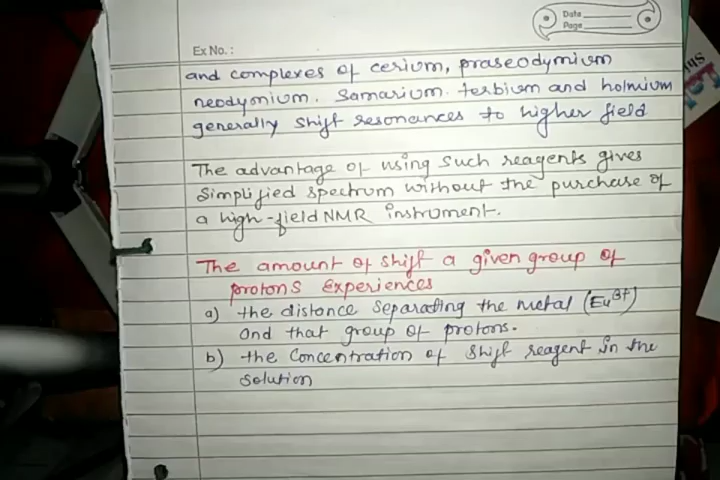 Date
Page
Ex No. :
and complexes of cerium, praseodymium
neodyonium. Samarium. terbium and holmium
generally shift resonances to higher field
The advantage of using such reagents gives
Simplified spectrum without the purchase of
a high-field NMR instrument.
The amount of shift a given group of
protons experiences
a) the distance separating the metal (Eu3+)
and that group of protons.
b) the concentration of shift reagent in the
solution